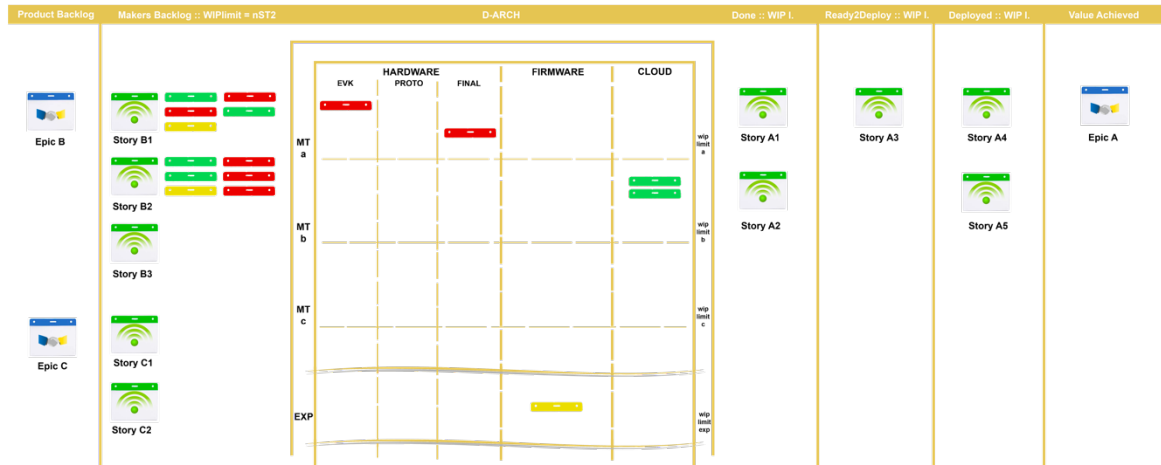 Product Backlog
Makers Backlog :: WIPlimit = nST2
D-ARCH
Done :: WIP l.
Ready2Deploy :: WIP l.
Deployed :: WIP l.
Value Achieved
HARDWARE
FIRMWARE
CLOUD
EVK
PROTO
FINAL
Epic B
Story B1
Story B2
Story B3
Epic C
Story C1
Story C2
MT
a
MT
b
MT
c
EXP
wip
limit
a
wip
limit
b
wip
limit
c
wip
limit
exp
Story A1
Story A2
Story A3
Story A4
Story A5
Epic A